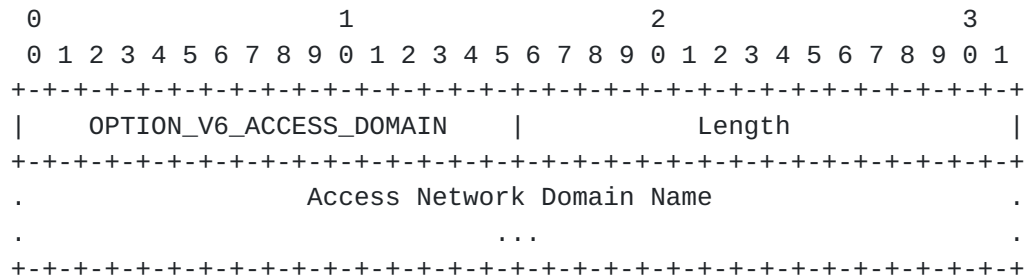 0                   1                   2                   3
 0 1 2 3 4 5 6 7 8 9 0 1 2 3 4 5 6 7 8 9 0 1 2 3 4 5 6 7 8 9 0 1
+-+-+-+-+-+-+-+-+-+-+-+-+-+-+-+-+-+-+-+-+-+-+-+-+-+-+-+-+-+-+-+-+
|    OPTION_V6_ACCESS_DOMAIN    |           Length              |
+-+-+-+-+-+-+-+-+-+-+-+-+-+-+-+-+-+-+-+-+-+-+-+-+-+-+-+-+-+-+-+-+
.                  Access Network Domain Name                   .
.                              ...                              .
+-+-+-+-+-+-+-+-+-+-+-+-+-+-+-+-+-+-+-+-+-+-+-+-+-+-+-+-+-+-+-+-+